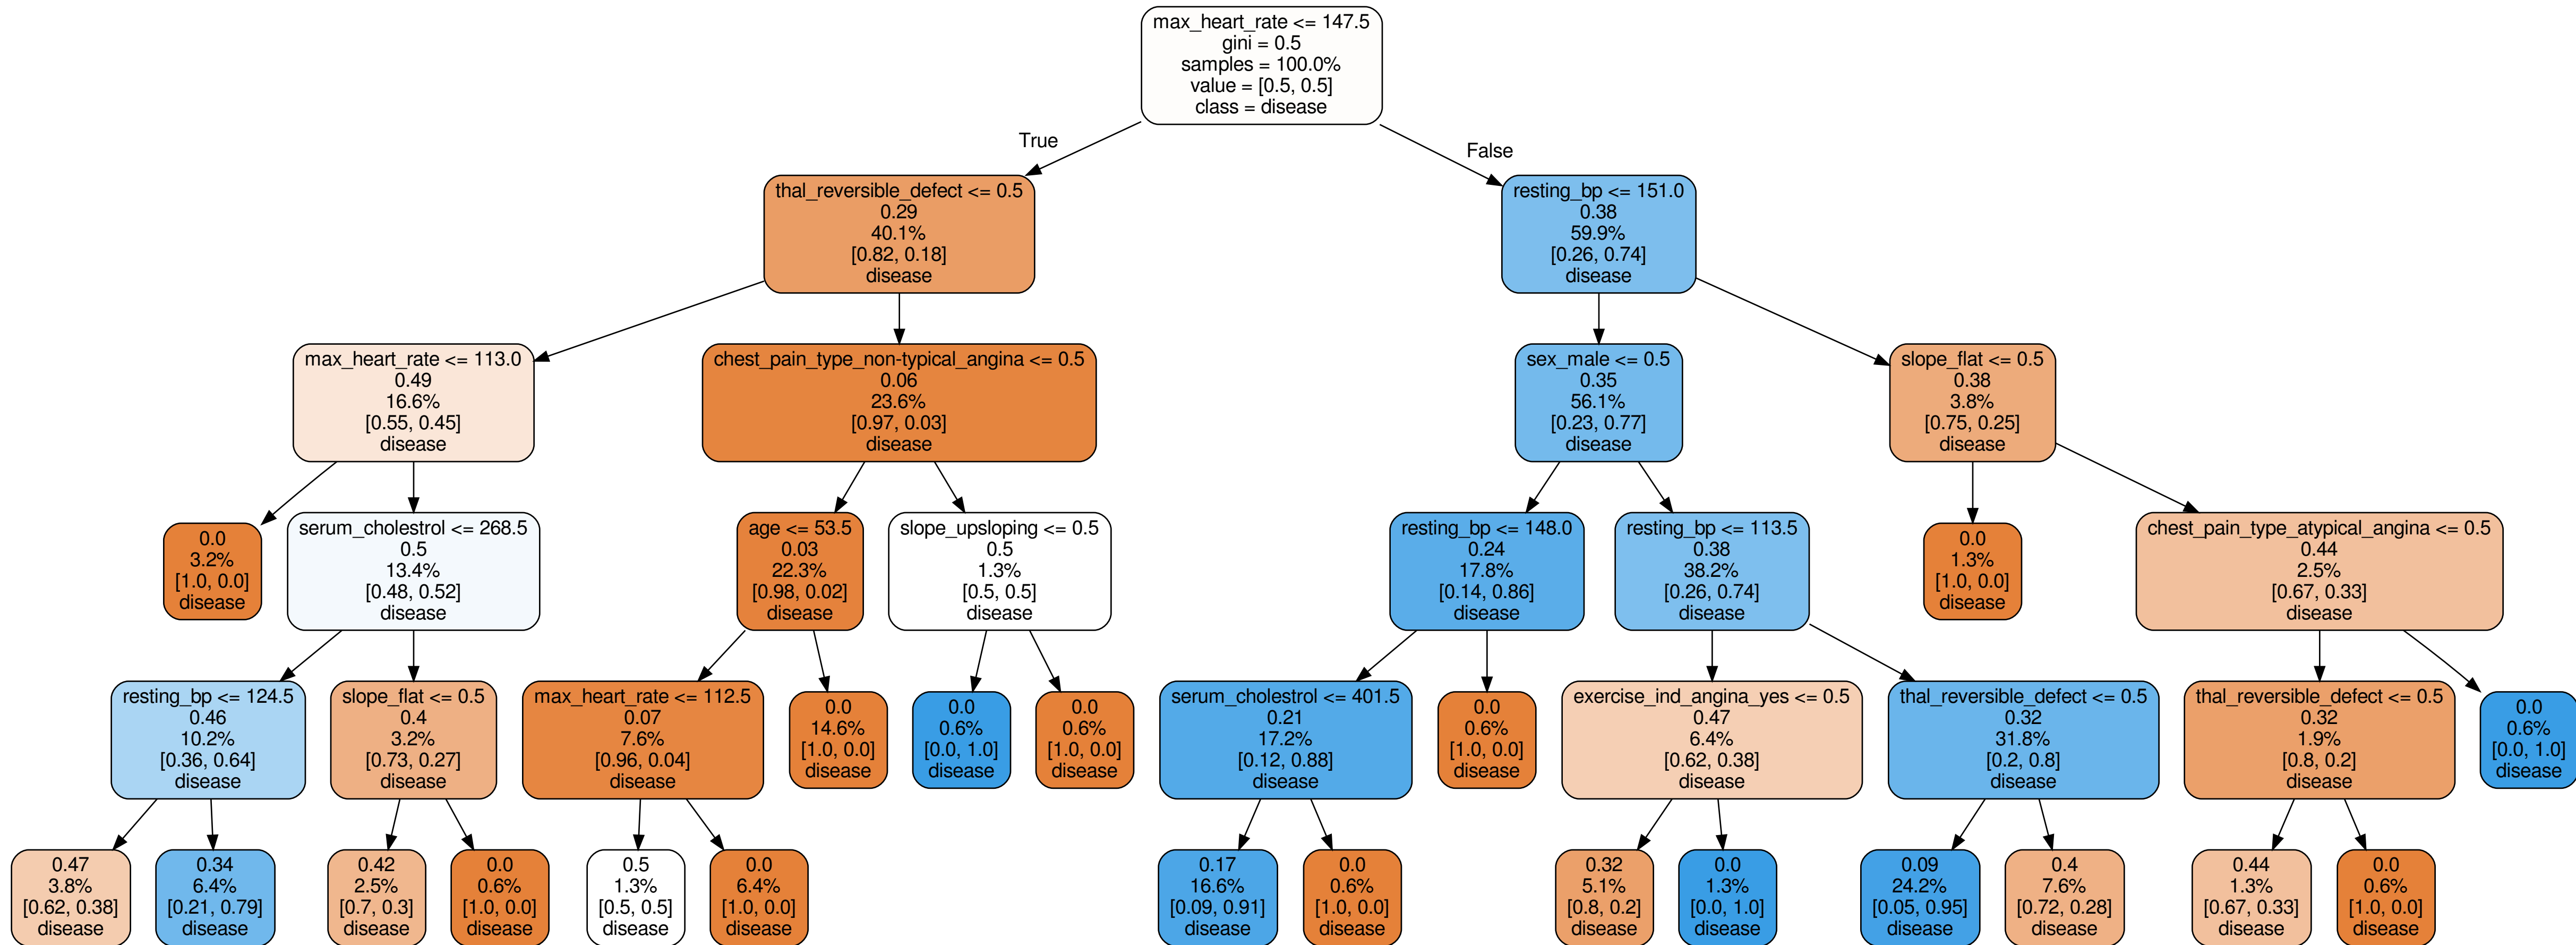 max_heart_rate <= 147.5
gini = 0.5
samples = 100.0%
value = [0.5, 0.5]
class = disease
True
False
thal_reversible_defect <= 0.5
0.29
40.1%
[0.82, 0.18]
disease
resting_bp <= 151.0
0.38
59.9%
[0.26, 0.74]
disease
max_heart_rate <= 113.0
0.49
16.6%
[0.55, 0.45]
disease
chest_pain_type_non-typical_angina <= 0.5
0.06
23.6%
[0.97, 0.03]
disease
sex_male <= 0.5
0.35
56.1%
[0.23, 0.77]
disease
slope_flat <= 0.5
0.38
3.8%
[0.75, 0.25]
disease
0.0
3.2%
[1.0, 0.0]
disease
serum_cholestrol <= 268.5
0.5
13.4%
[0.48, 0.52]
disease
age <= 53.5
0.03
22.3%
[0.98, 0.02]
disease
slope_upsloping <= 0.5
0.5
1.3%
[0.5, 0.5]
disease
resting_bp <= 148.0
0.24
17.8%
[0.14, 0.86]
disease
resting_bp <= 113.5
0.38
38.2%
[0.26, 0.74]
disease
0.0
1.3%
[1.0, 0.0]
disease
chest_pain_type_atypical_angina <= 0.5
0.44
2.5%
[0.67, 0.33]
disease
resting_bp <= 124.5
0.46
10.2%
[0.36, 0.64]
disease
slope_flat <= 0.5
0.4
3.2%
[0.73, 0.27]
disease
max_heart_rate <= 112.5
0.07
7.6%
[0.96, 0.04]
disease
0.0
14.6%
[1.0, 0.0]
disease
0.0
0.6%
[0.0, 1.0]
disease
0.0
0.6%
[1.0, 0.0]
disease
serum_cholestrol <= 401.5
0.21
17.2%
[0.12, 0.88]
disease
0.0
0.6%
[1.0, 0.0]
disease
exercise_ind_angina_yes <= 0.5
0.47
6.4%
[0.62, 0.38]
disease
thal_reversible_defect <= 0.5
0.32
31.8%
[0.2, 0.8]
disease
thal_reversible_defect <= 0.5
0.32
1.9%
[0.8, 0.2]
disease
0.0
0.6%
[0.0, 1.0]
disease
0.47
3.8%
[0.62, 0.38]
disease
0.34
6.4%
[0.21, 0.79]
disease
0.42
2.5%
[0.7, 0.3]
disease
0.0
0.6%
[1.0, 0.0]
disease
0.5
1.3%
[0.5, 0.5]
disease
0.0
6.4%
[1.0, 0.0]
disease
0.17
16.6%
[0.09, 0.91]
disease
0.0
0.6%
[1.0, 0.0]
disease
0.32
5.1%
[0.8, 0.2]
disease
0.0
1.3%
[0.0, 1.0]
disease
0.09
24.2%
[0.05, 0.95]
disease
0.4
7.6%
[0.72, 0.28]
disease
0.44
1.3%
[0.67, 0.33]
disease
0.0
0.6%
[1.0, 0.0]
disease